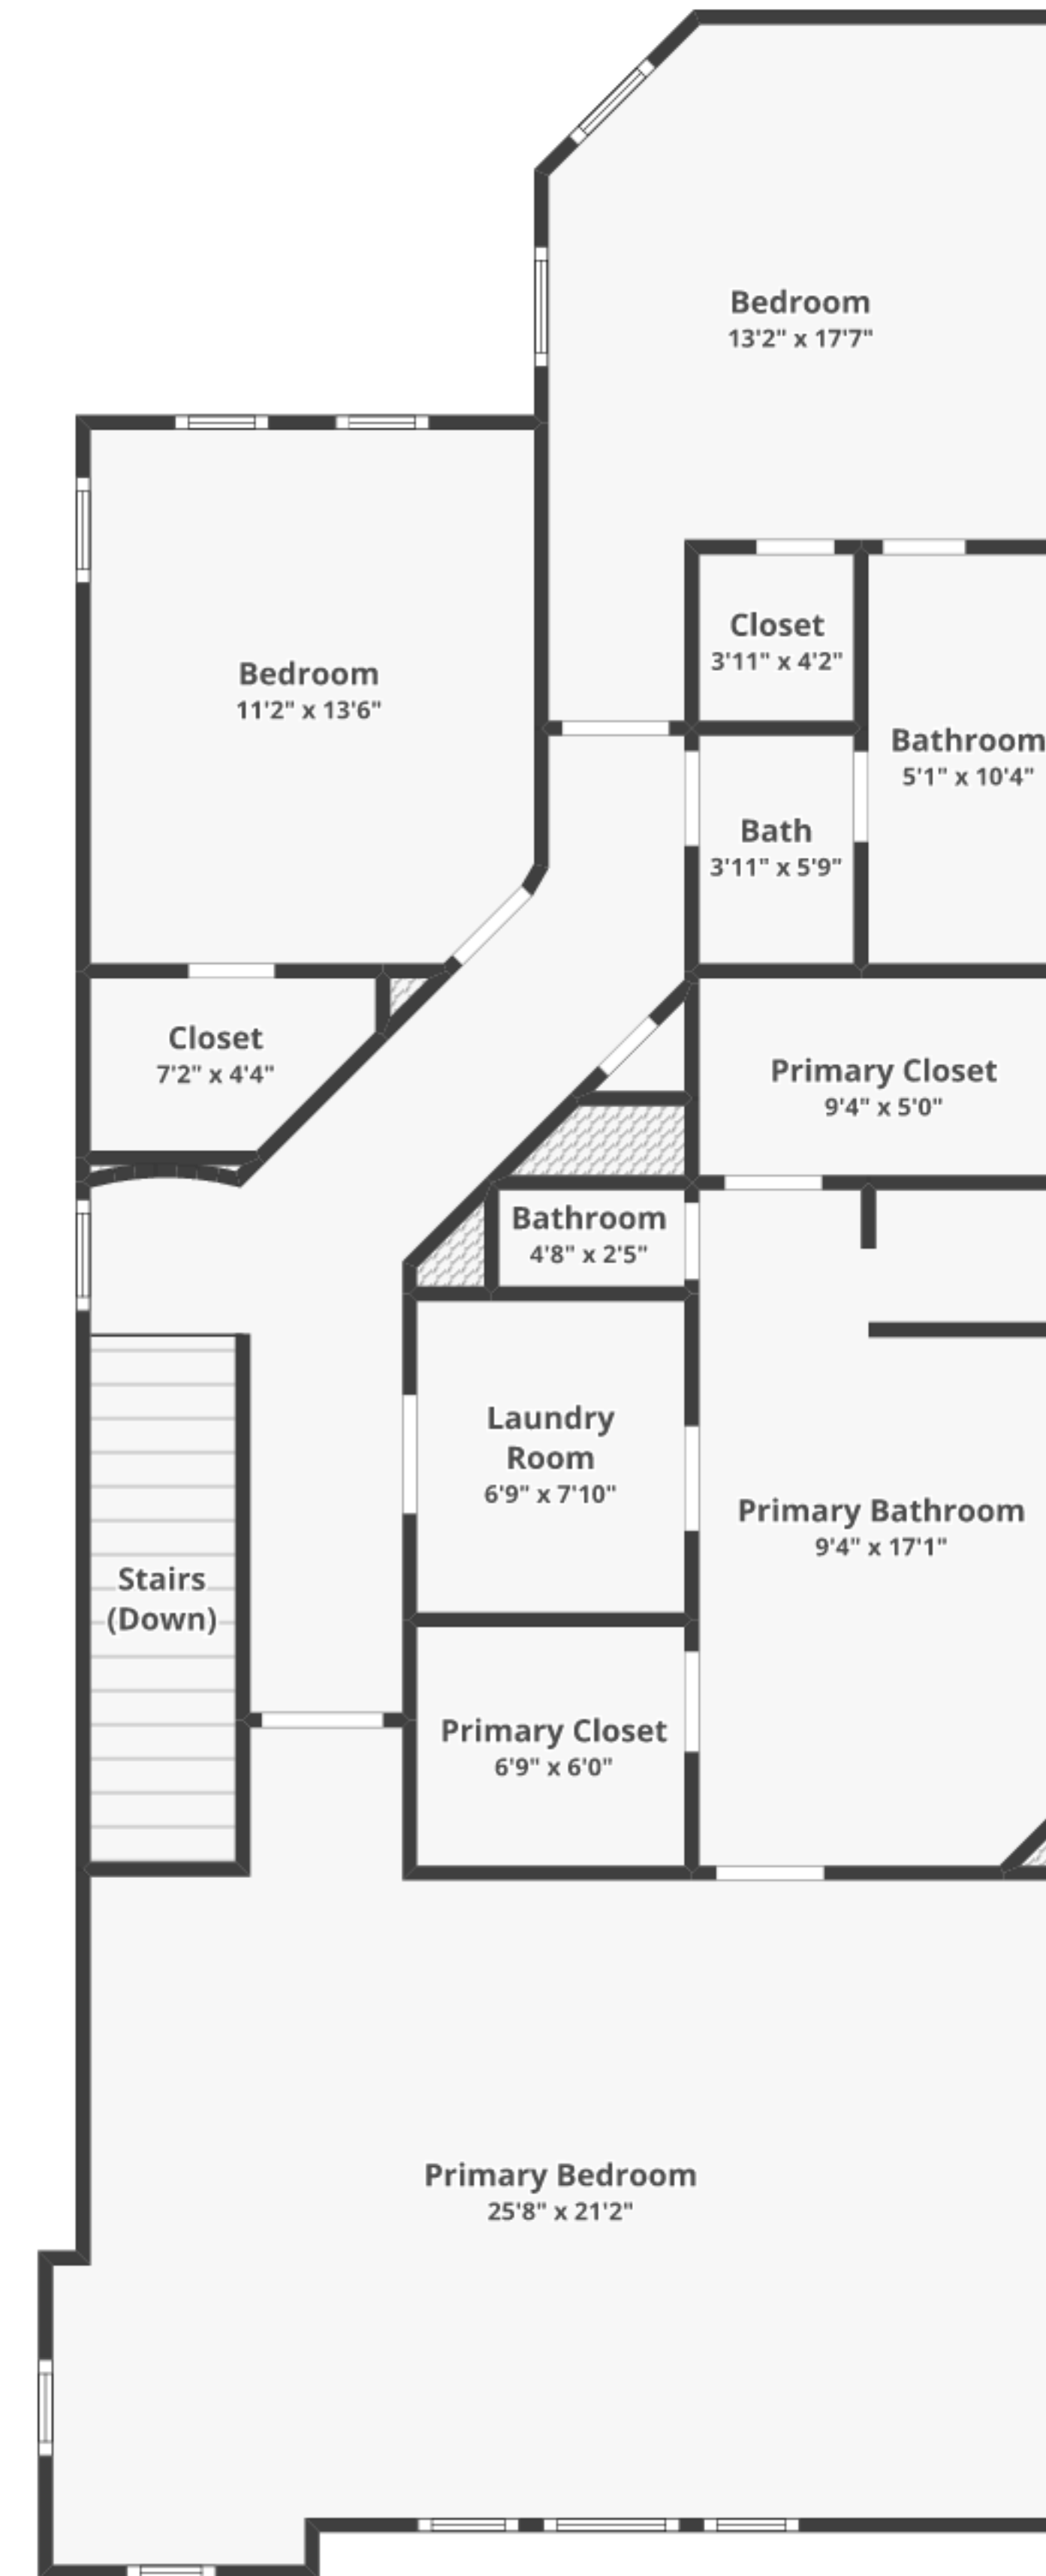 Bedroom
13'2" x 17'7"
Closet
3'11" x 4'2"
Bedroom
11'2" x 13'6"
Bathroom
5'1" x 10'4"
Bath
3'11" x 5'9"
Closet
7'2" x 4'4"
Primary Closet
9'4" x 5'0"
Bathroom
4'8" x 2'5"
Laundry
Room
6'9" x 7'10"
Primary Bathroom
9'4" x 17'1"
Stairs
(Down)
Primary Closet
6'9" x 6'0"
Primary Bedroom
25'8" x 21'2"